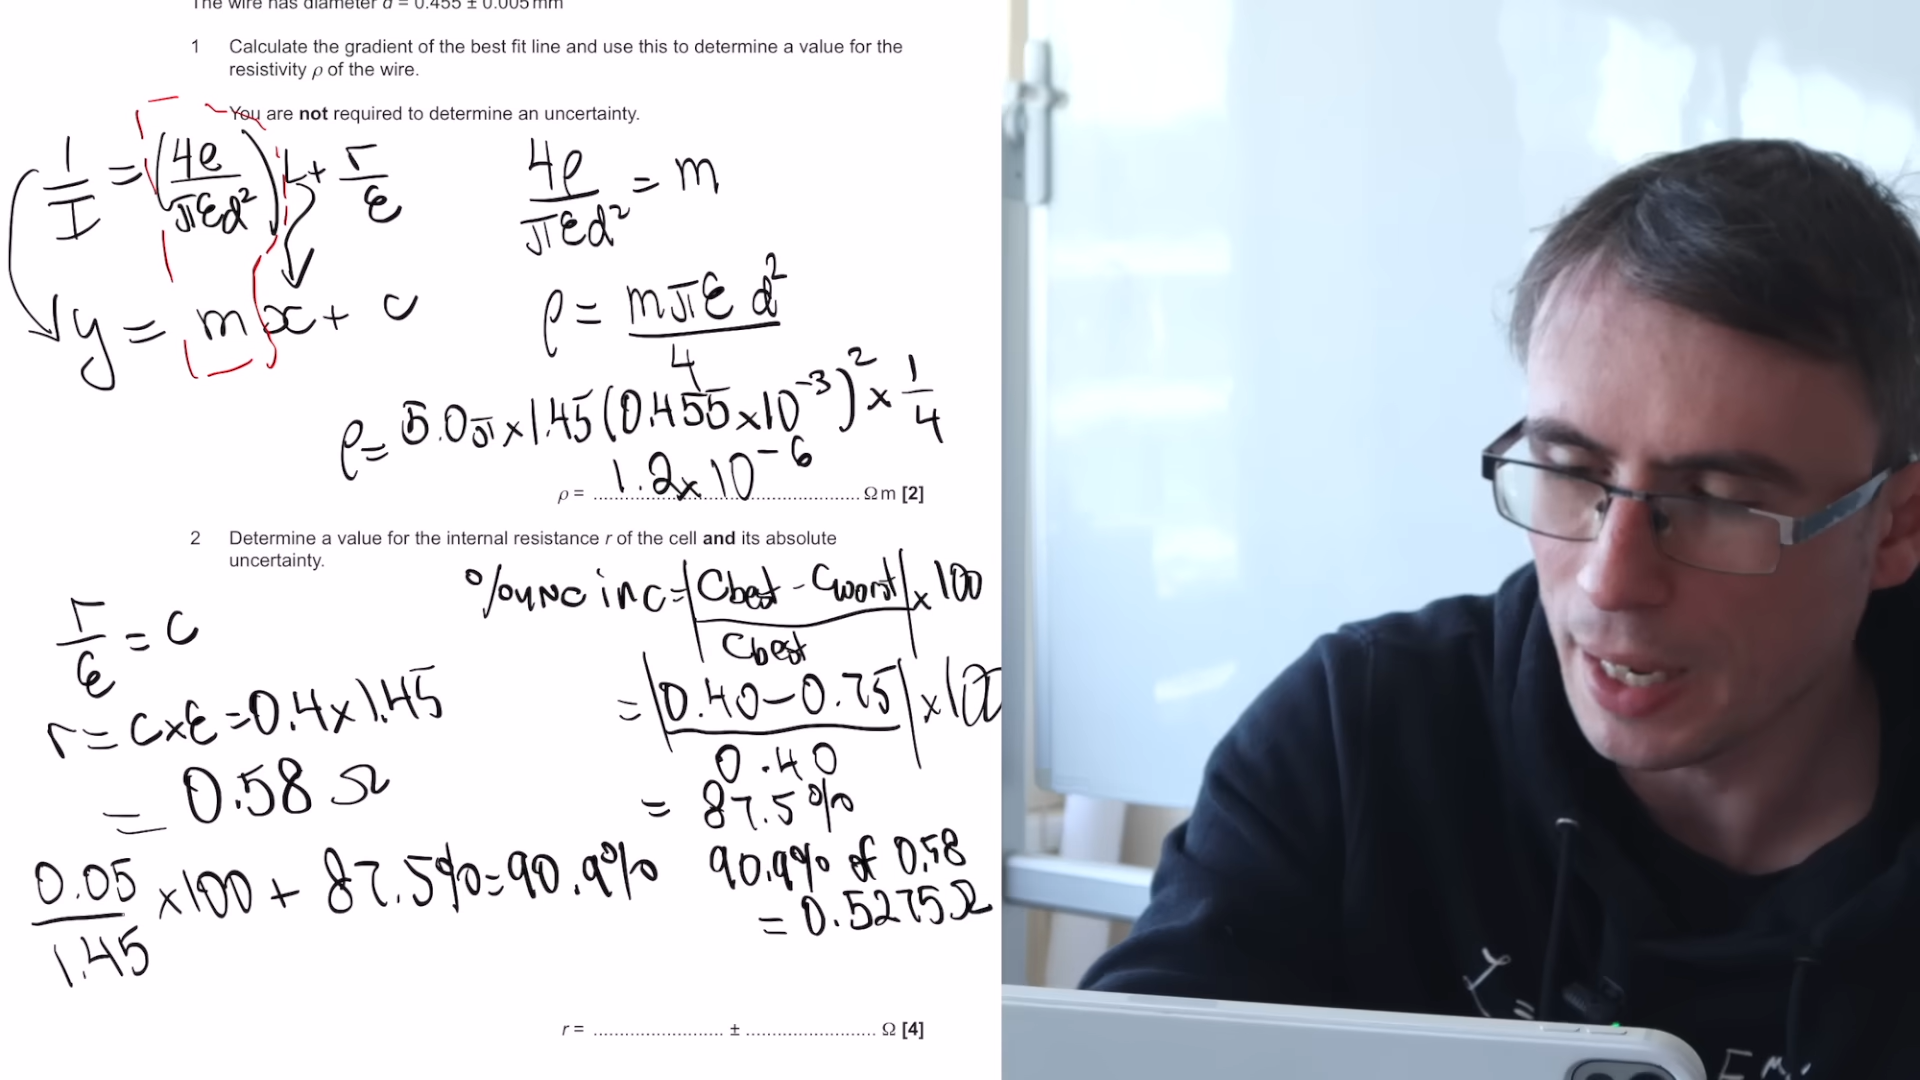 The wire has diameter d = 0.455 ± 0.005 mm
1 Calculate the gradient of the best fit line and use this to determine a value for the
resistivity ρ of the wire.
You are not required to determine an uncertainty.
1/I = (4ρ/πεd²) L + r/ε
y = mx + c
4ρ/πεd² = m
ρ = mπεd²/4
ρ = 5.0π × 1.45 (0.455 × 10⁻³)² × 1/4
ρ = 1.2 × 10⁻⁶ Ωm [2]
2 Determine a value for the internal resistance r of the cell and its absolute
uncertainty.
r/ε = c
r = c×ε = 0.4 × 1.45
= 0.58 Ω
%unc in c = |Cbest - Cworst / Cbest| × 100
= |0.40 - 0.75 / 0.40| × 100
= 87.5%
0.05/1.45 × 100 + 87.5% = 90.9%
90.9% of 0.58
= 0.5275Ω
r = ........................ ± ........................ Ω [4]